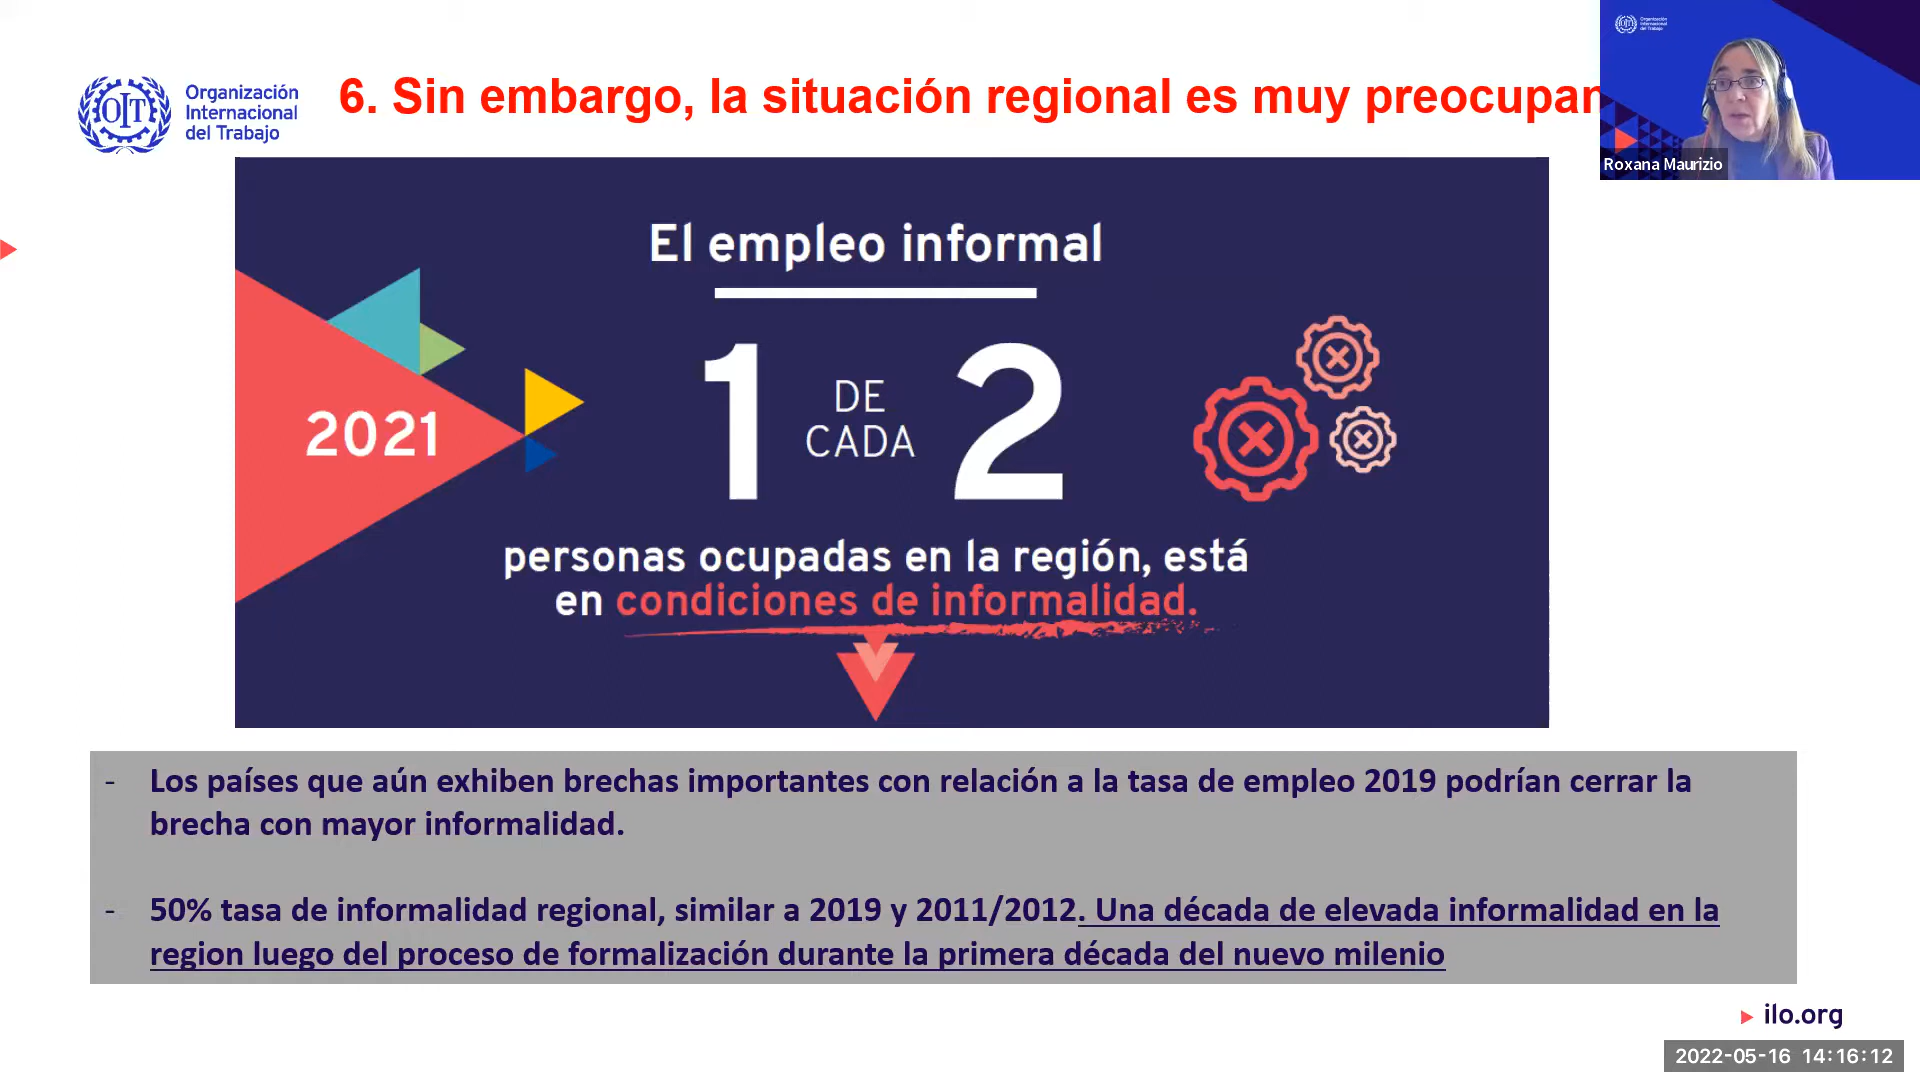 Organización
Internacional
del Trabajo
6. Sin embargo, la situación regional es muy preocupan
Organización
Internacional
del Trabajo
Roxana Maurizio
El empleo informal
2021
1 DE CADA 2
personas ocupadas en la región, está
en condiciones de informalidad.
- Los países que aún exhiben brechas importantes con relación a la tasa de empleo 2019 podrían cerrar la
brecha con mayor informalidad.
- 50% tasa de informalidad regional, similar a 2019 y 2011/2012. Una década de elevada informalidad en la
region luego del proceso de formalización durante la primera década del nuevo milenio
ilo.org
2022-05-16 14:16:12